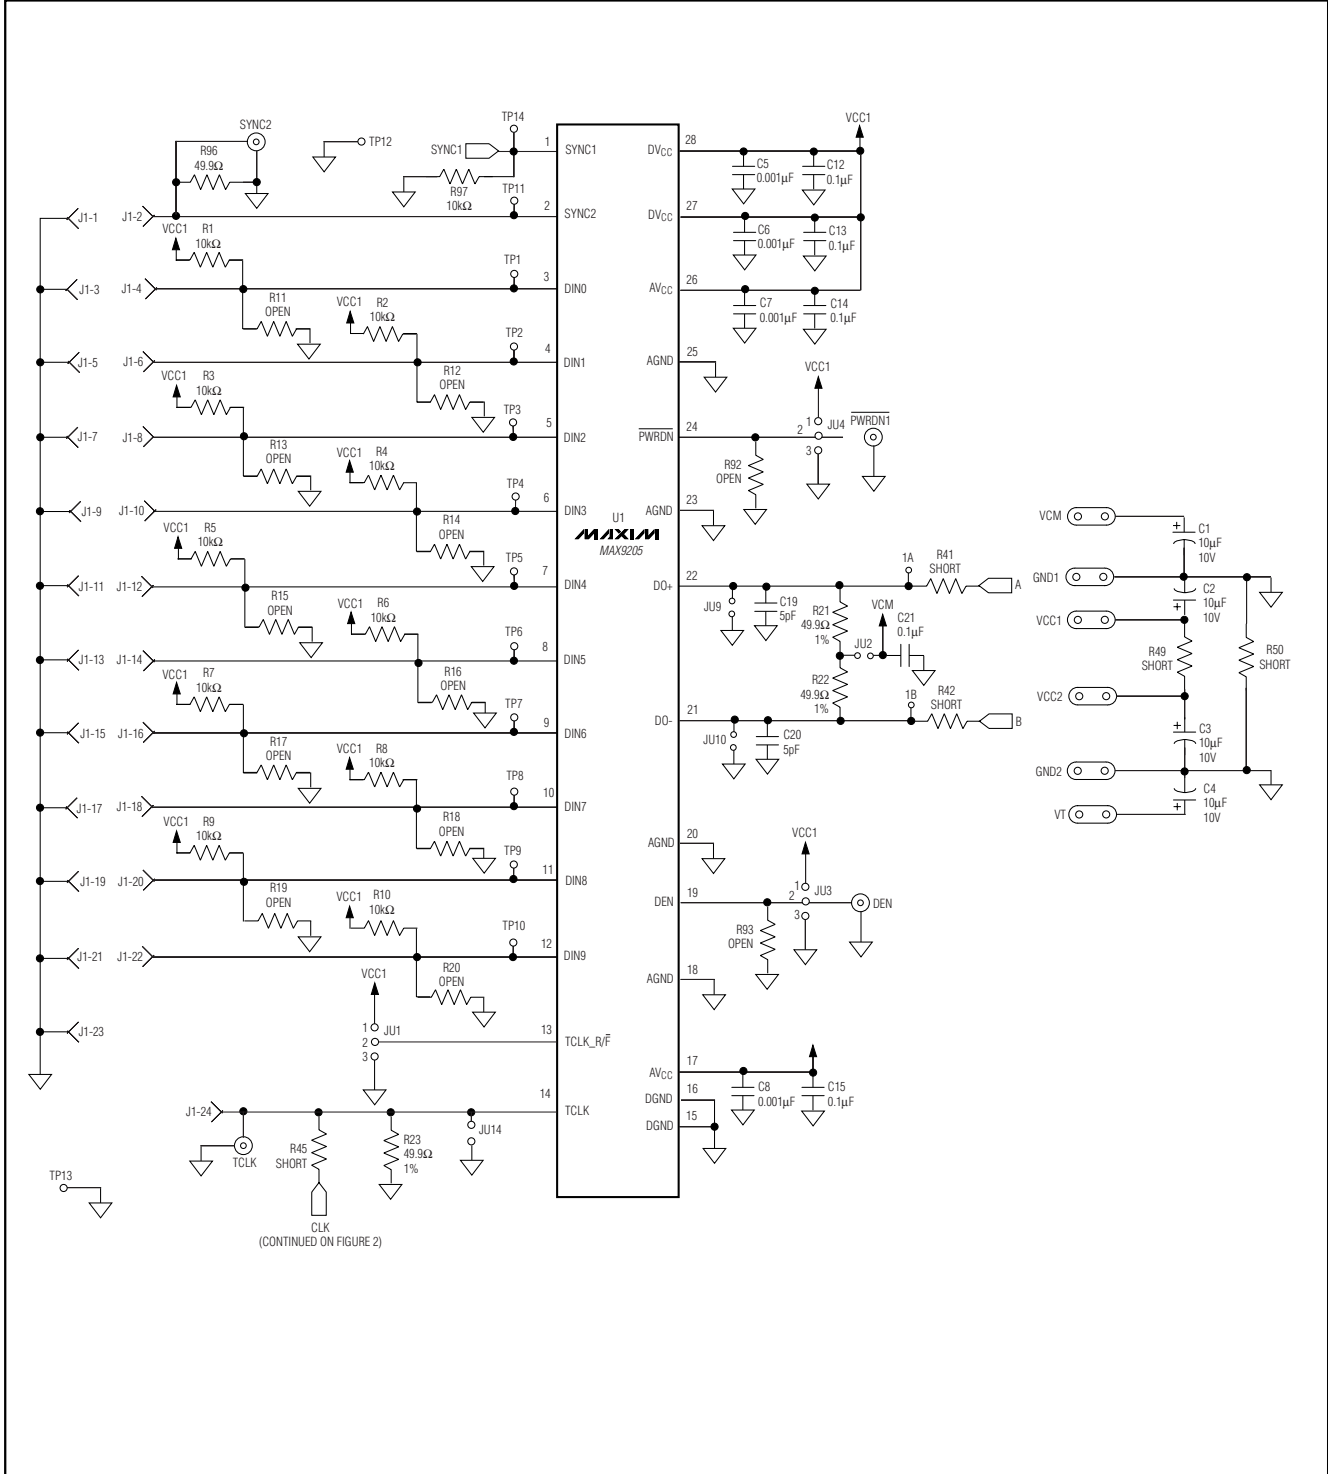 TP14
SYNC2
VCC1
1
28
TP12
R96
49.9Ω
SYNC1
SYNC1
DVCC
C5
0.001µF
C12
0.1µF
R97
10kΩ
TP11
J1-1
J1-2
2
SYNC2
27
DVCC
C6
0.001µF
C13
0.1µF
VCC1
R1
10kΩ
TP1
J1-3
J1-4
3
DIN0
26
AVCC
C7
0.001µF
C14
0.1µF
R11
OPEN
VCC1
R2
10kΩ
TP2
J1-5
J1-6
4
DIN1
25
AGND
VCC1
R3
10kΩ
R12
OPEN
TP3
VCC1
J1-7
J1-8
5
DIN2
24
PWRDN
1
2
3
JU4
PWRDN1
R92
OPEN
R13
OPEN
VCC1
R4
10kΩ
TP4
J1-9
J1-10
6
DIN3
23
AGND
U1
MAXIM
MAX9205
VCM
C1
10µF
10V
+
VCC1
R5
10kΩ
R14
OPEN
TP5
J1-11
J1-12
7
DIN4
22
DO+
1A
R41
SHORT
A
GND1
C2
10µF
10V
+
JU9
C19
5pF
R21
49.9Ω
1%
VCM
C21
0.1µF
JU2
VCC1
R15
OPEN
VCC1
R6
10kΩ
TP6
J1-13
J1-14
8
DIN5
R49
SHORT
R50
SHORT
VCC1
R7
10kΩ
R16
OPEN
R22
49.9Ω
1%
1B
R42
SHORT
VCC2
TP7
J1-15
J1-16
9
DIN6
21
DO-
B
JU10
C20
5pF
C3
10µF
10V
+
R17
OPEN
VCC1
R8
10kΩ
TP8
GND2
J1-17
J1-18
10
DIN7
C4
10µF
10V
+
VT
VCC1
R9
10kΩ
R18
OPEN
TP9
20
AGND
VCC1
J1-19
J1-20
11
DIN8
19
DEN
1
2
3
JU3
DEN
R93
OPEN
R19
OPEN
VCC1
R10
10kΩ
TP10
J1-21
J1-22
12
DIN9
18
AGND
VCC1
R20
OPEN
J1-23
1
2
3
JU1
13
TCLK_R/F
17
AVCC
C8
0.001µF
C15
0.1µF
16
DGND
J1-24
14
TCLK
15
DGND
TCLK
R45
SHORT
R23
49.9Ω
1%
JU14
TP13
CLK
(CONTINUED ON FIGURE 2)